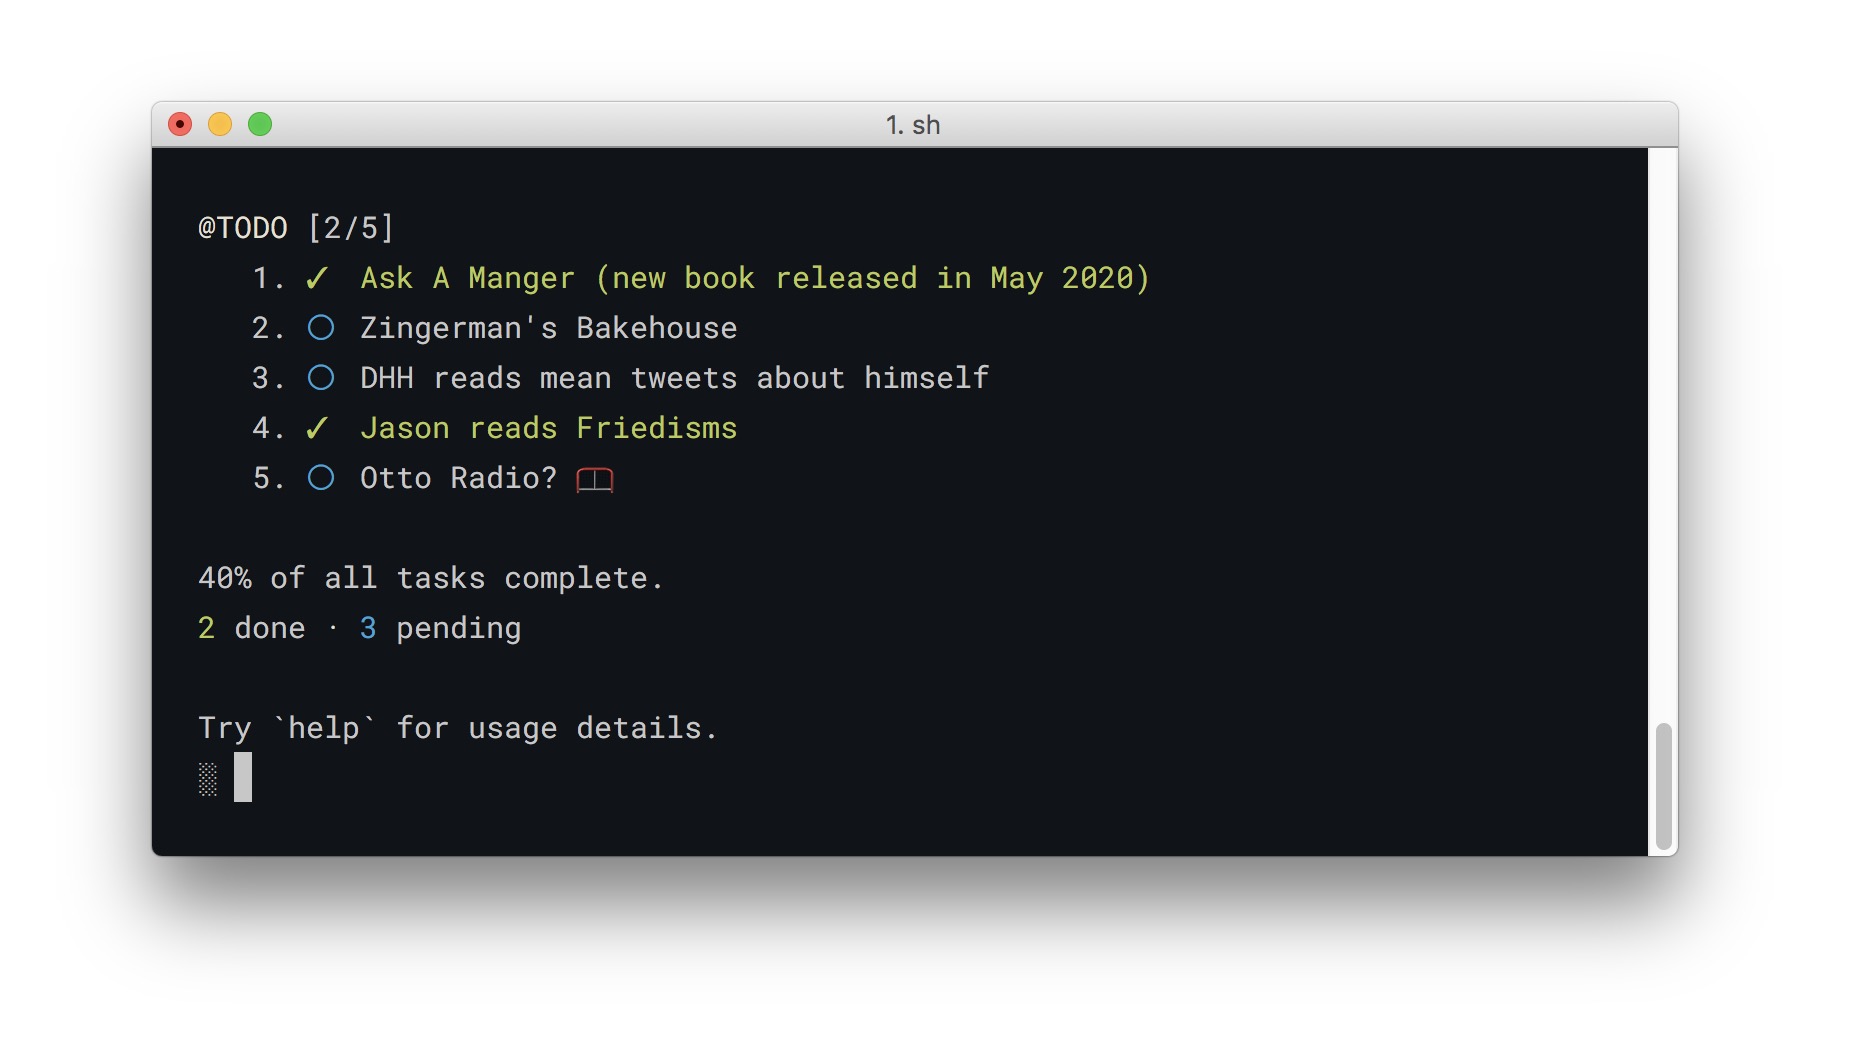 1. sh
@TODO [2/5]
1. ✓ Ask A Manger (new book released in May 2020)
2. ◯ Zingerman's Bakehouse
3. ◯ DHH reads mean tweets about himself
4. ✓ Jason reads Friedisms
5. ◯ Otto Radio?
40% of all tasks complete.
2 done · 3 pending
Try `help` for usage details.